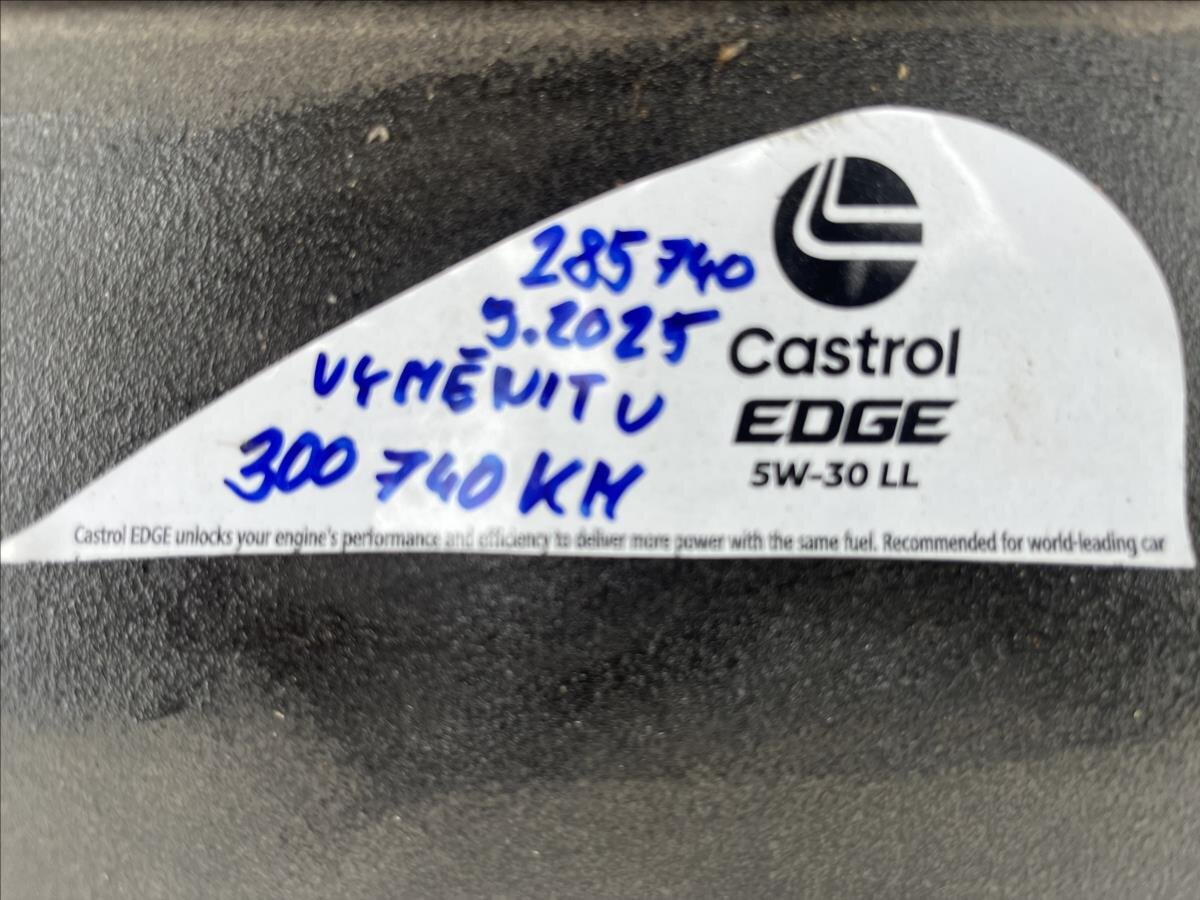 285 740
9.2025
VYMĚNIT U
300 740 KM
Castrol
EDGE
5W-30 LL
Castrol EDGE unlocks your engine's performance and efficiency to deliver more power with the same fuel. Recommended for world-leading car